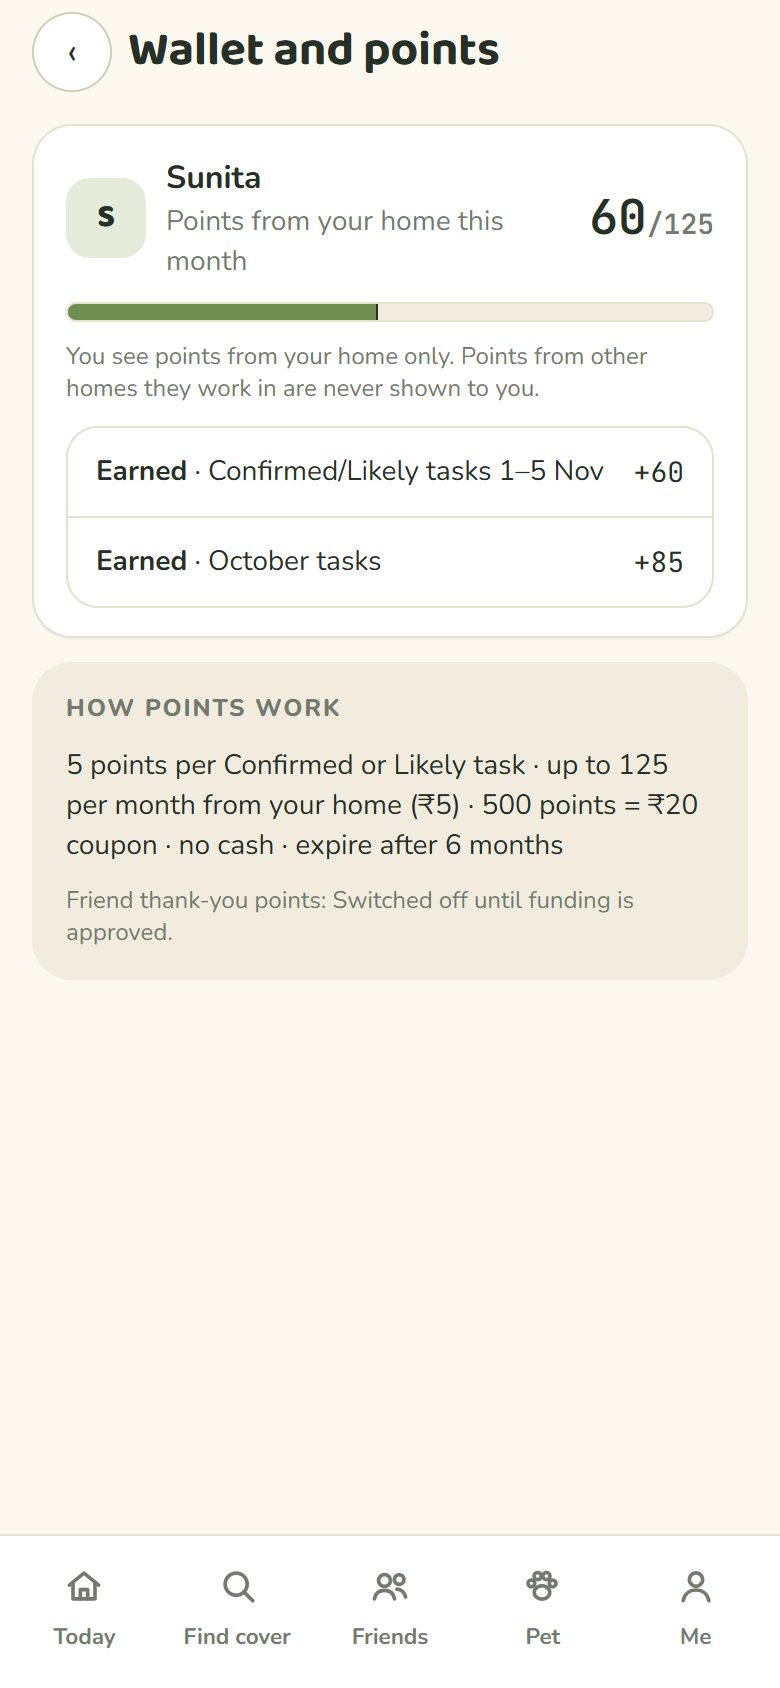 ‹ Wallet and points
S
Sunita
Points from your home this
month
60/125
You see points from your home only. Points from other
homes they work in are never shown to you.
Earned · Confirmed/Likely tasks 1–5 Nov +60
Earned · October tasks +85
HOW POINTS WORK
5 points per Confirmed or Likely task · up to 125
per month from your home (₹5) · 500 points = ₹20
coupon · no cash · expire after 6 months
Friend thank-you points: Switched off until funding is
approved.
Today Find cover Friends Pet Me